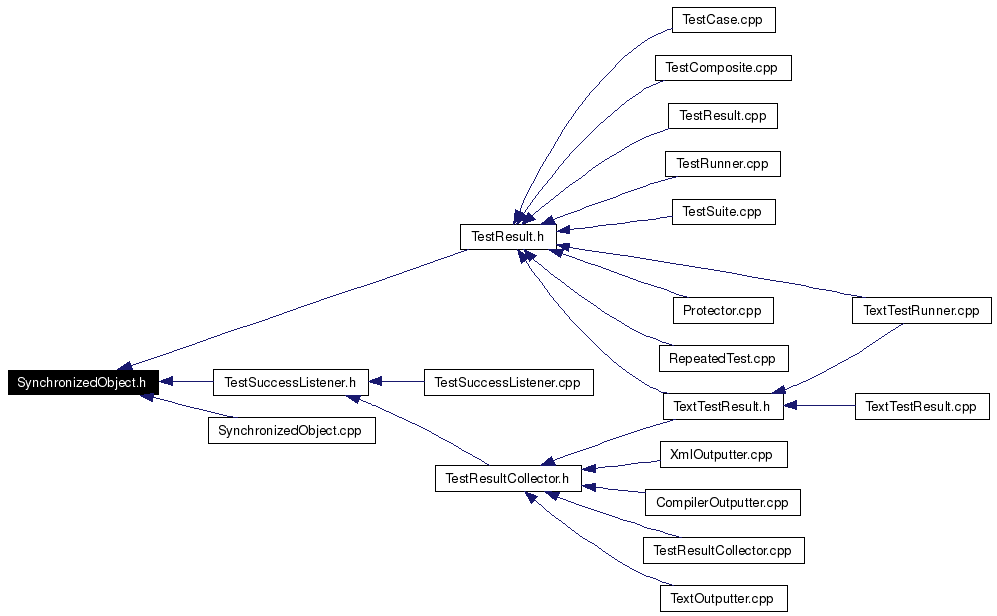 TestCase.cpp
TestComposite.cpp
TestResult.cpp
TestRunner.cpp
TestSuite.cpp
TestResult.h
Protector.cpp
TextTestRunner.cpp
RepeatedTest.cpp
SynchronizedObject.h
TestSuccessListener.h
TestSuccessListener.cpp
TextTestResult.h
TextTestResult.cpp
SynchronizedObject.cpp
XmlOutputter.cpp
TestResultCollector.h
CompilerOutputter.cpp
TestResultCollector.cpp
TextOutputter.cpp